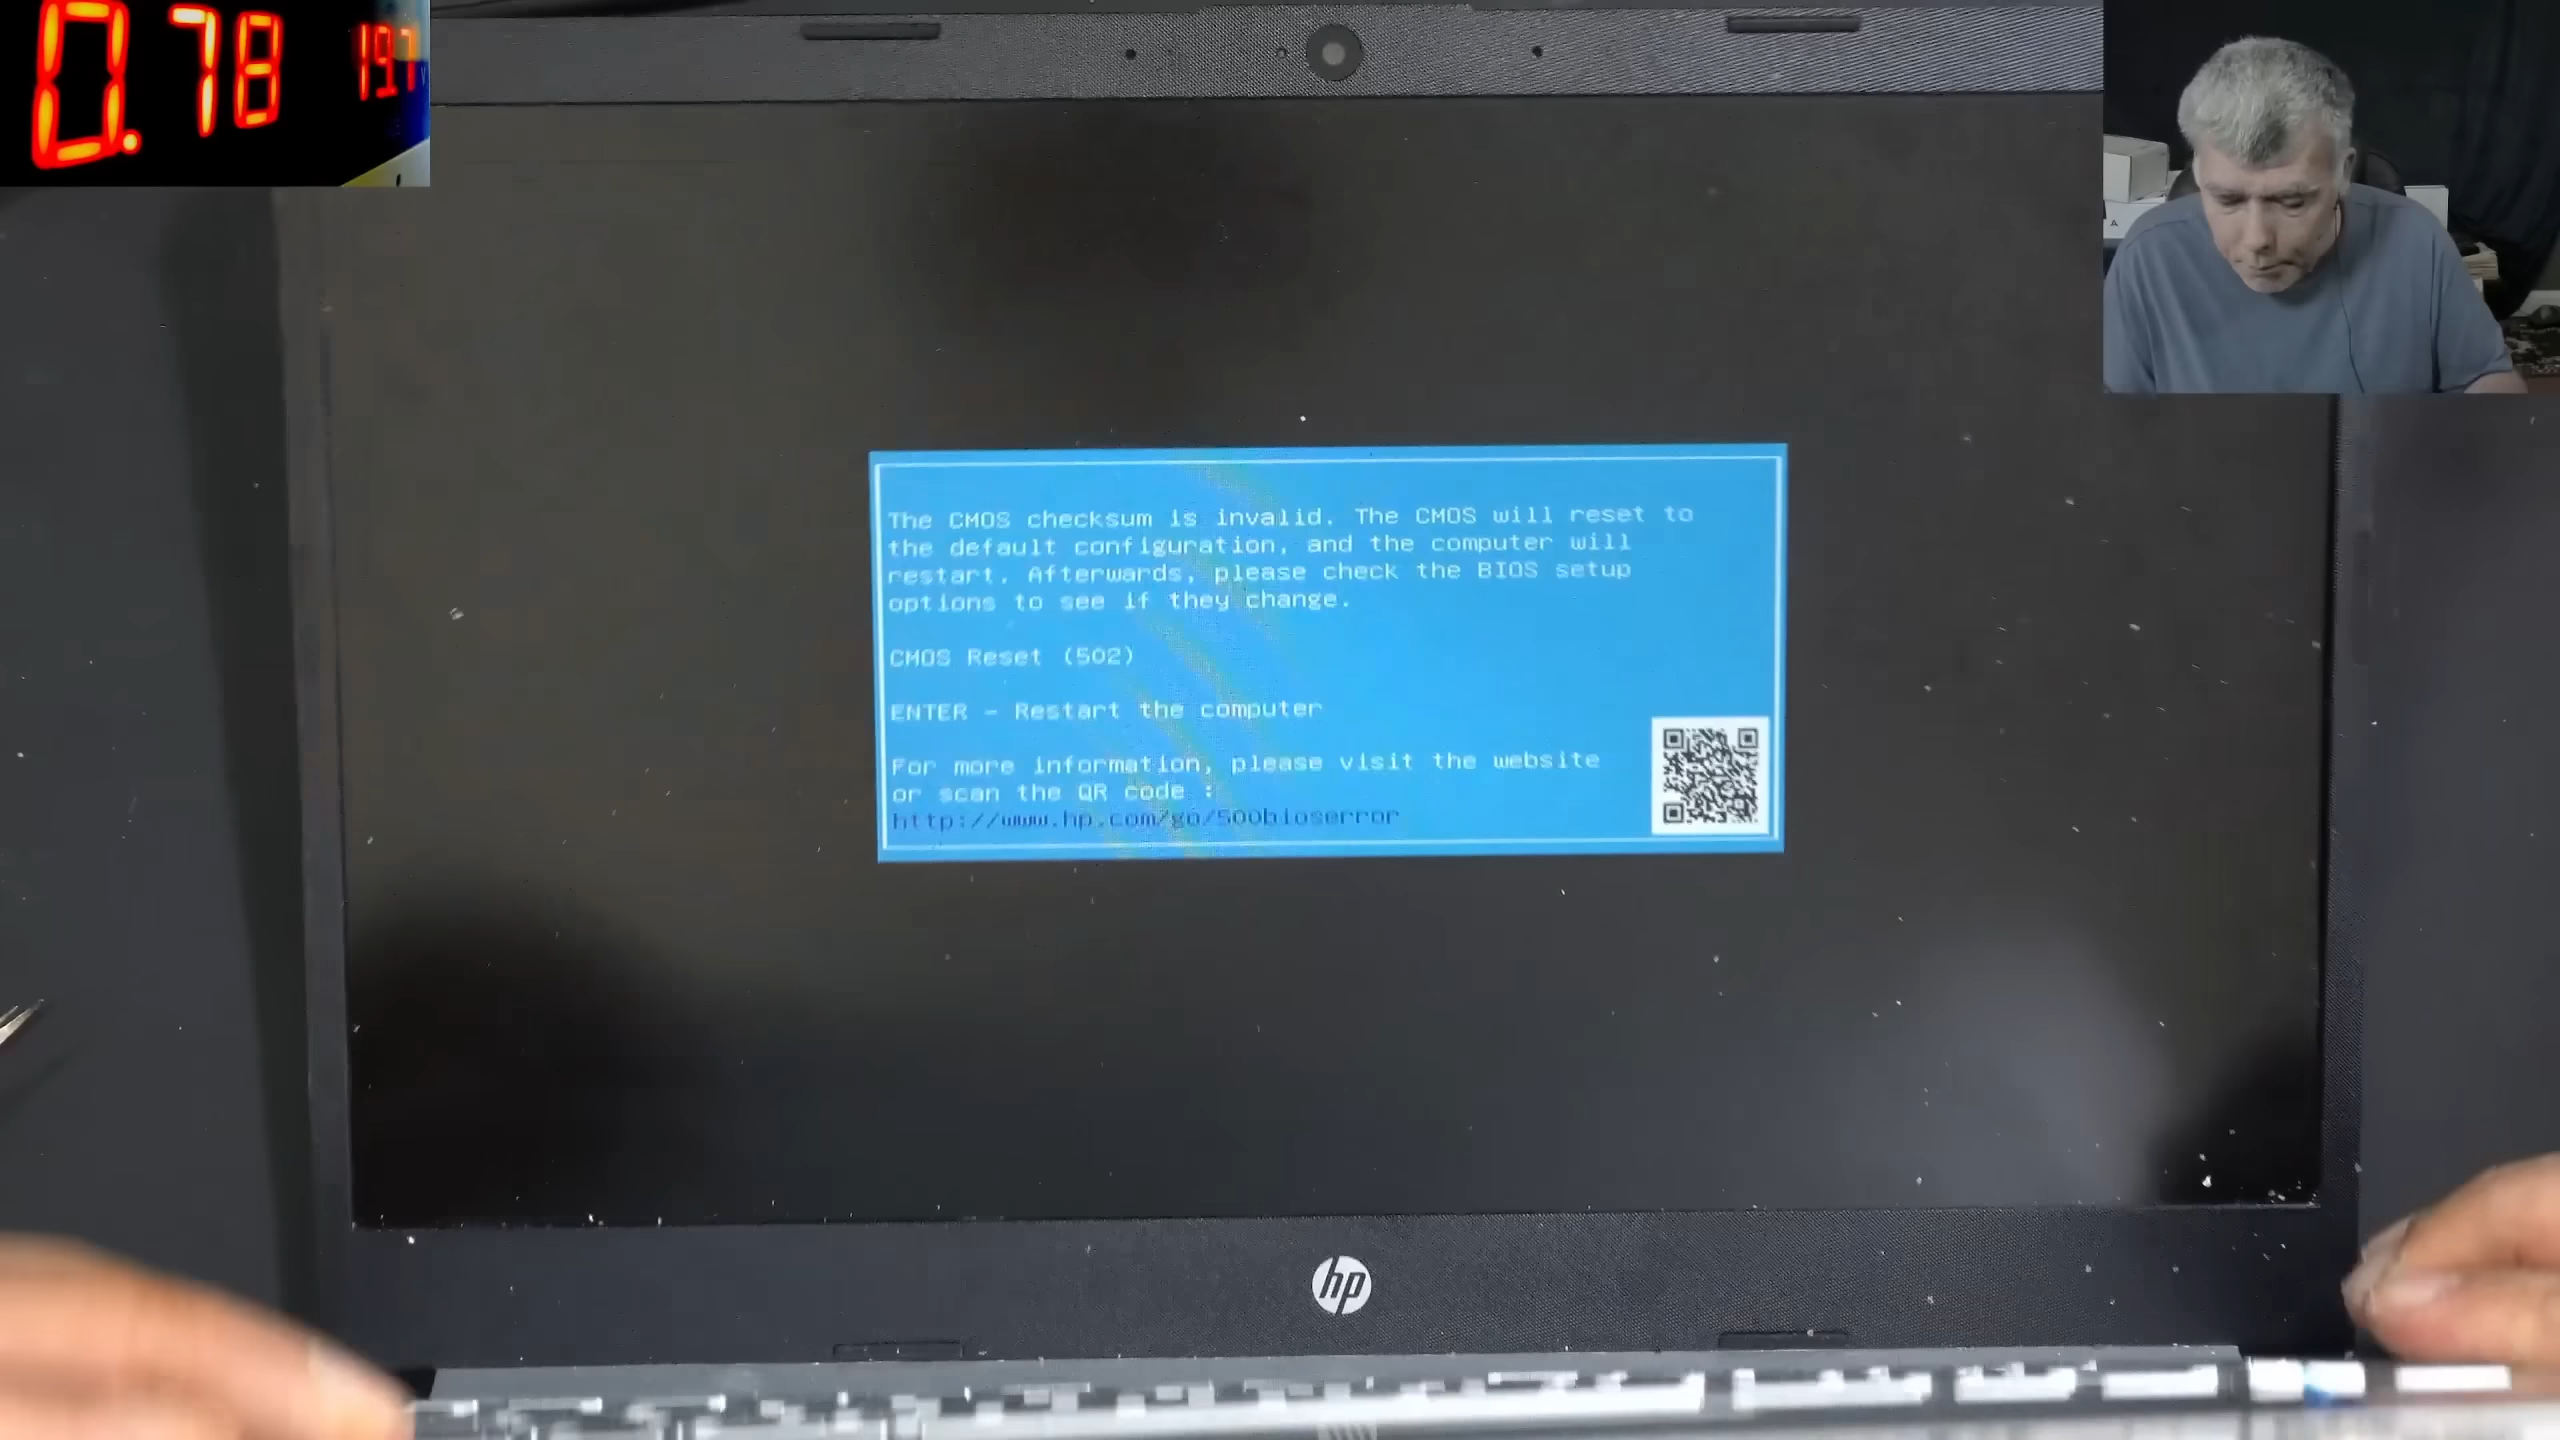 0.78
19.7
V
The CMOS checksum is invalid. The CMOS will reset to
the default configuration, and the computer will
restart. Afterwards, please check the BIOS setup
options to see if they change.
CMOS Reset (502)
ENTER - Restart the computer
For more information, please visit the website
or scan the QR code :
http://www.hp.com/go/500bioserror
hp